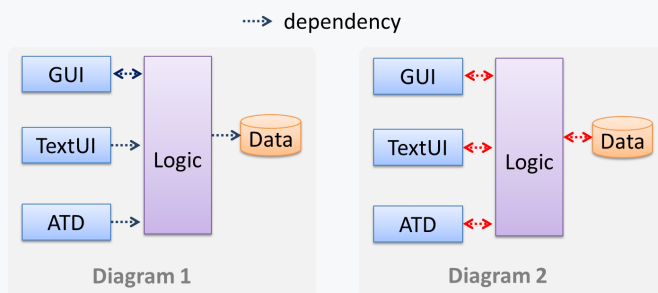 dependency
GUI
TextUI
ATD
Logic
Data
Diagram 1
GUI
TextUI
ATD
Logic
Data
Diagram 2